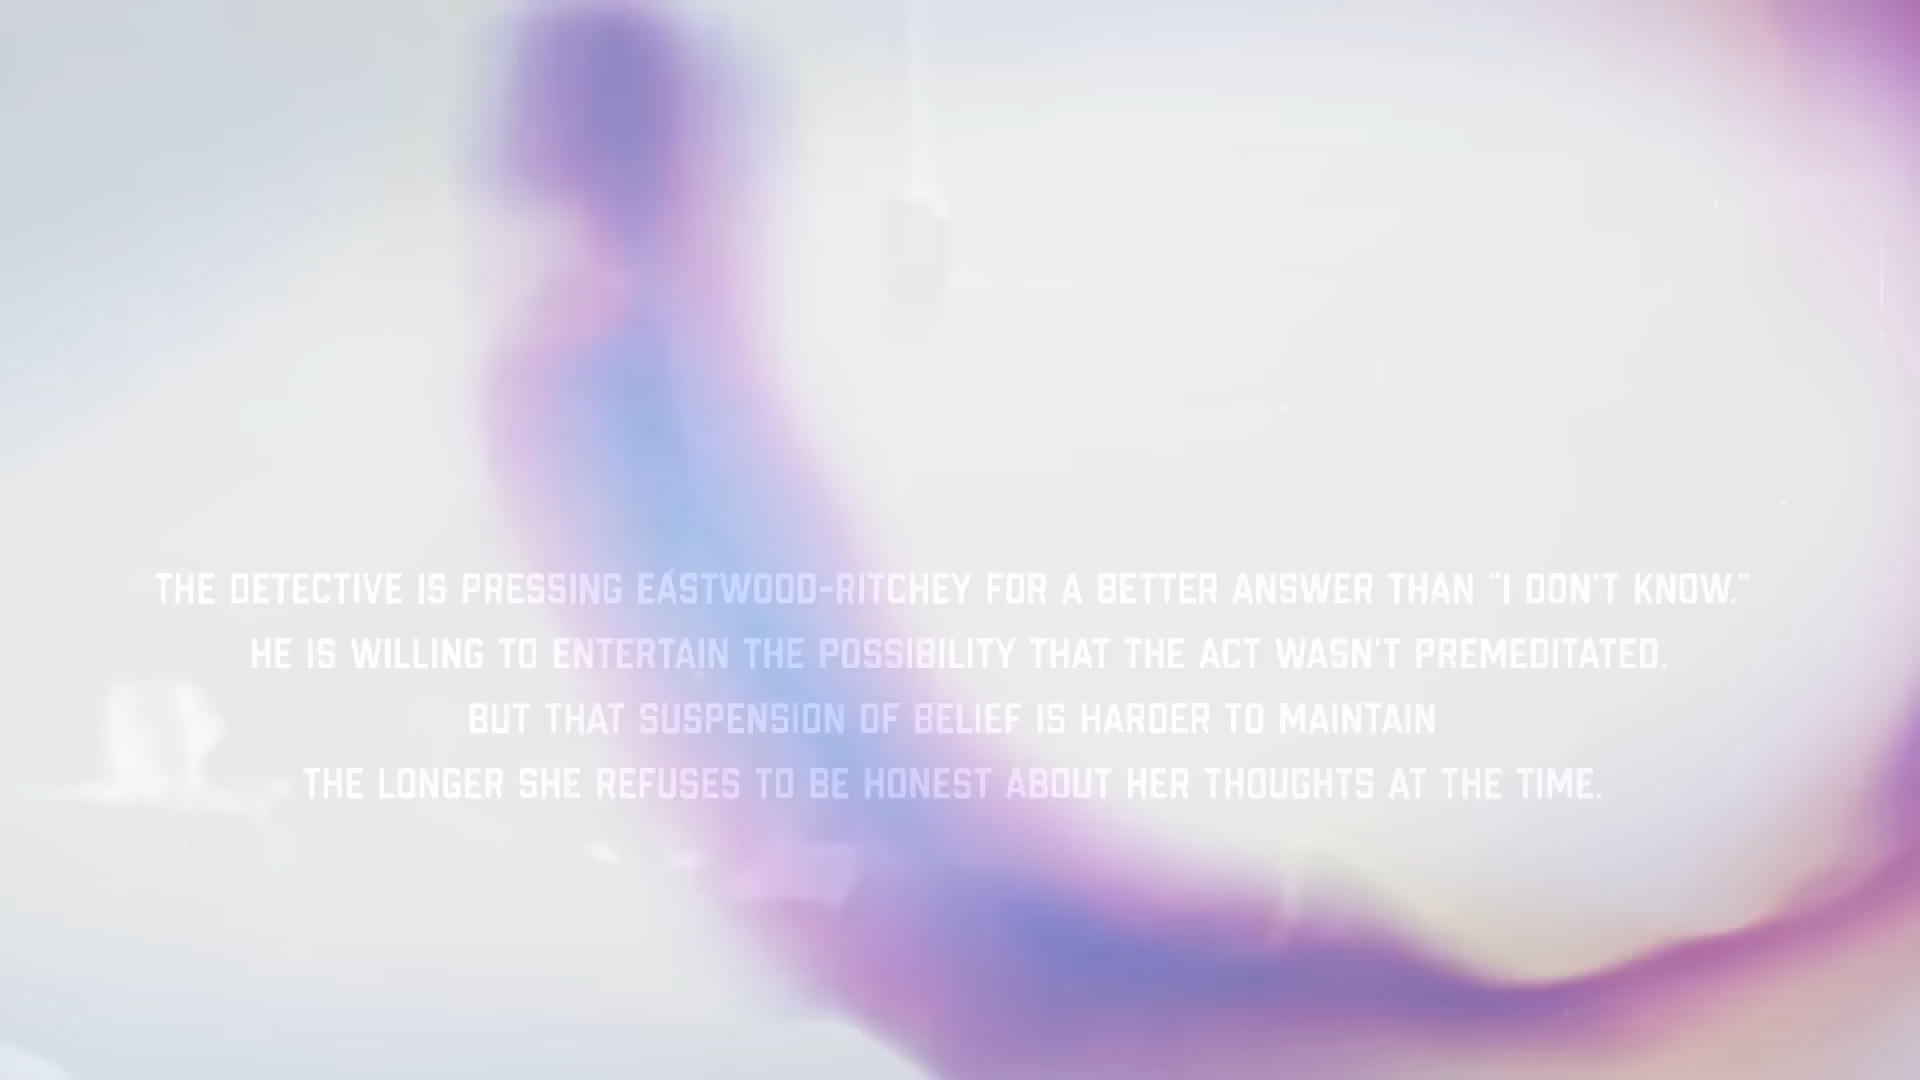 THE DETECTIVE IS PRESSING EASTWOOD-RITCHEY FOR A BETTER ANSWER THAN "I DON'T KNOW."
HE IS WILLING TO ENTERTAIN THE POSSIBILITY THAT THE ACT WASN'T PREMEDITATED,
BUT THAT SUSPENSION OF BELIEF IS HARDER TO MAINTAIN
THE LONGER SHE REFUSES TO BE HONEST ABOUT HER THOUGHTS AT THE TIME.